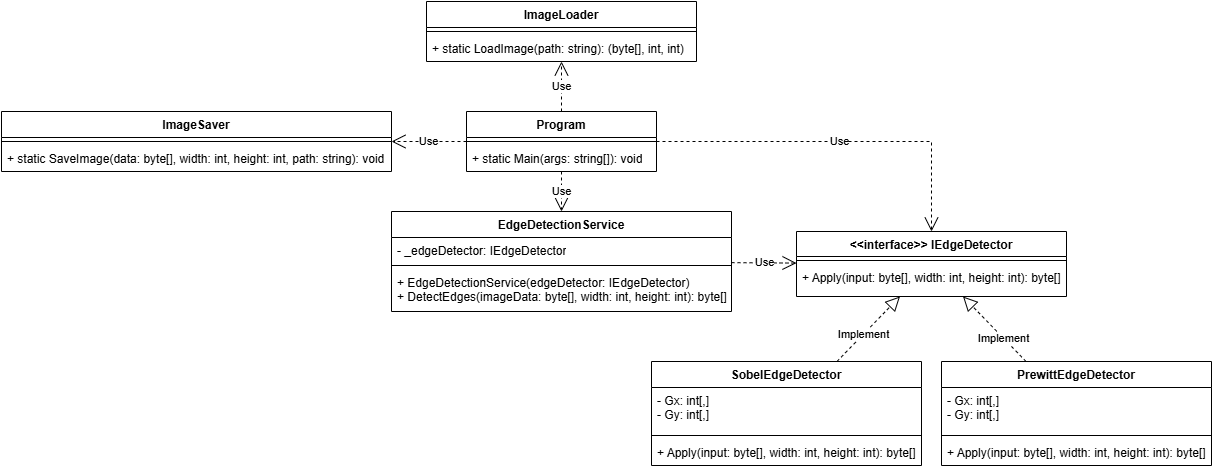 ImageLoader
+ static LoadImage(path: string): (byte[], int, int)
Use
ImageSaver
+ static SaveImage(data: byte[], width: int, height: int, path: string): void
Use
Program
+ static Main(args: string[]): void
Use
Use
EdgeDetectionService
- _edgeDetector: IEdgeDetector
+ EdgeDetectionService(edgeDetector: IEdgeDetector)
+ DetectEdges(imageData: byte[], width: int, height: int): byte[]
Use
<<interface>> IEdgeDetector
+ Apply(input: byte[], width: int, height: int): byte[]
Implement
Implement
SobelEdgeDetector
- Gx: int[,]
- Gy: int[,]
+ Apply(input: byte[], width: int, height: int): byte[]
PrewittEdgeDetector
- Gx: int[,]
- Gy: int[,]
+ Apply(input: byte[], width: int, height: int): byte[]